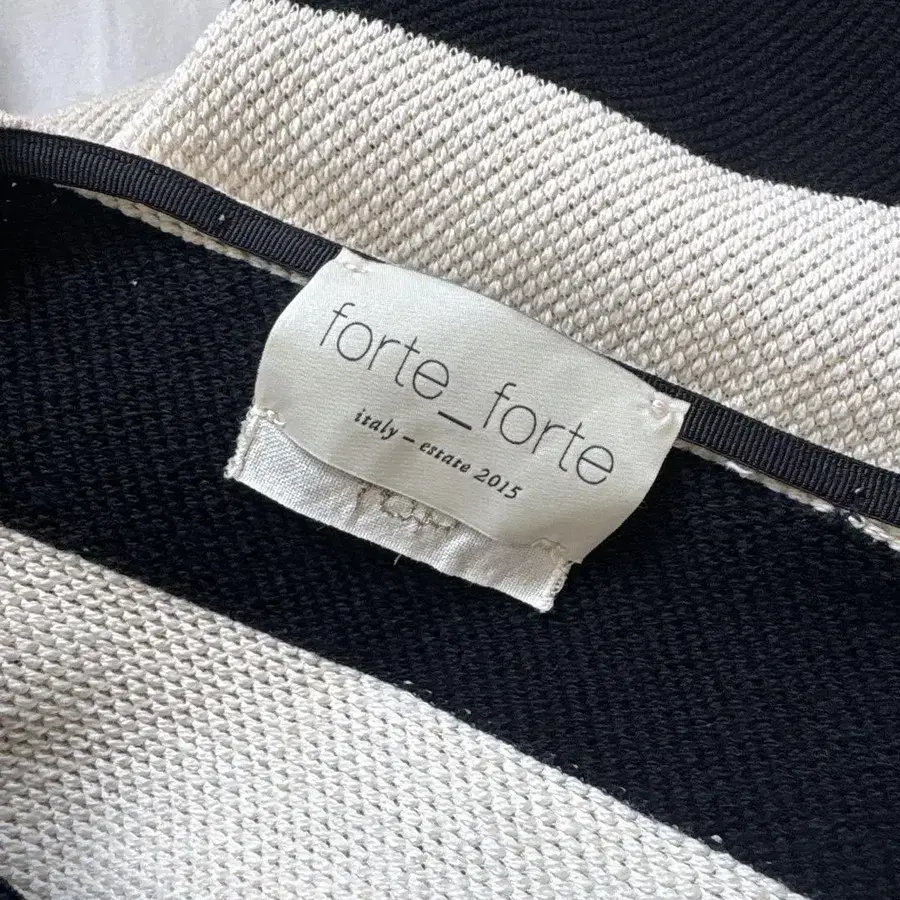 forte_forte
italy – estate 2015